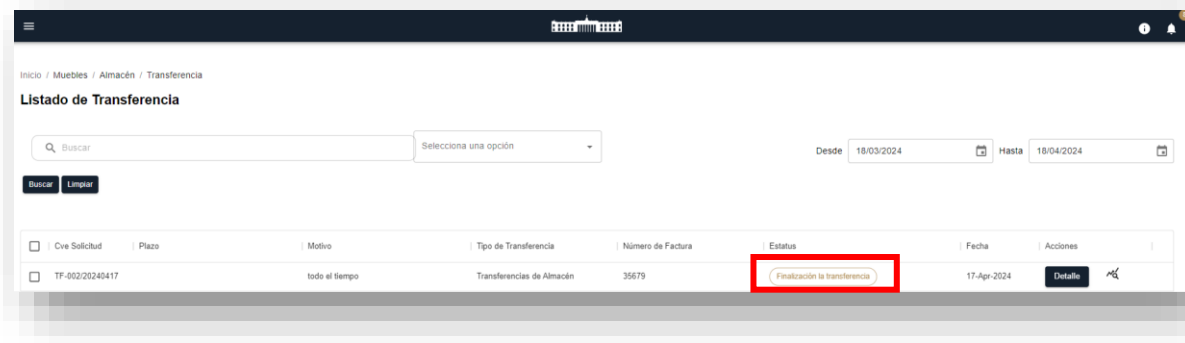 Inicio / Muebles / Almacén / Transferencia
Listado de Transferencia
Buscar
Selecciona una opción
Desde 18/03/2024 Hasta 18/04/2024
Buscar Limpiar
Cve Solicitud Plazo Motivo Tipo de Transferencia Número de Factura Estatus Fecha Acciones
TF-002/20240417 todo el tiempo Transferencias de Almacén 35679 Finalización la transferencia 17-Apr-2024 Detalle